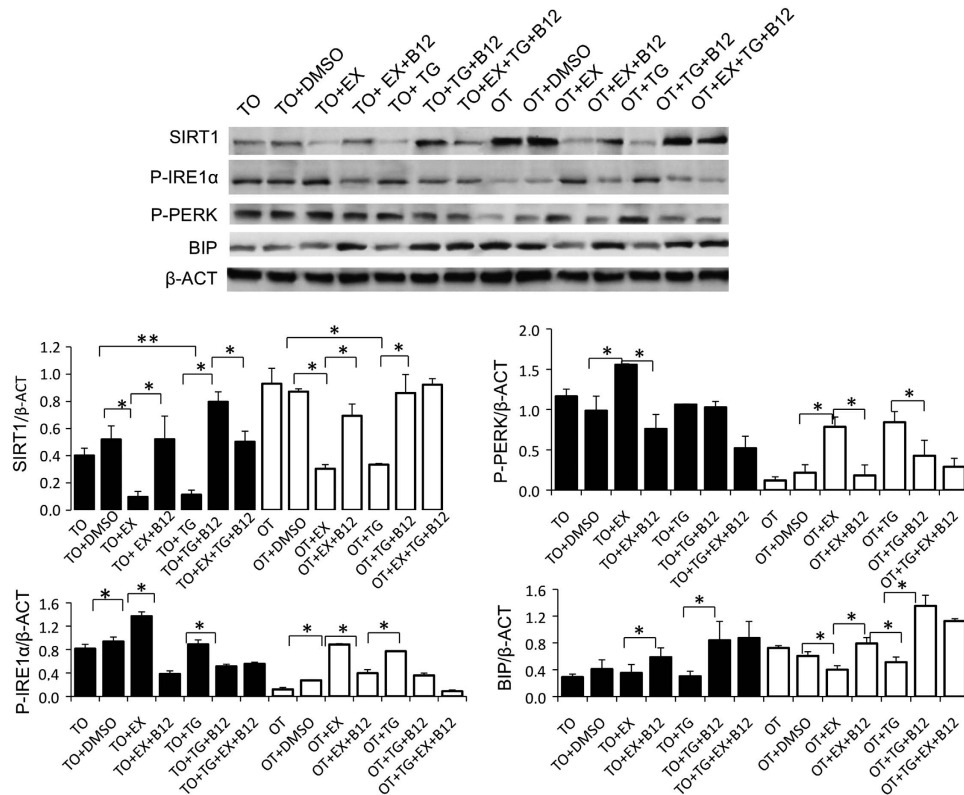 TO TO+DMSO TO+EX TO+ EX+B12 TO+ TG TO+TG+B12 TO+EX+TG+B12 OT OT+DMSO OT+EX OT+EX+B12 OT+TG OT+TG+B12 OT+EX+TG+B12
SIRT1
P-IRE1α
P-PERK
BIP
β-ACT
SIRT1/β-ACT
1.2
1.0
0.8
0.6
0.4
0.2
0.0
** * * * * * * * *
TO TO+DMSO TO+EX TO+ EX+B12 TO+ TG TO+TG+B12 TO+EX+TG+B12 OT OT+DMSO OT+EX OT+EX+B12 OT+TG OT+TG+B12 OT+EX+TG+B12
P-PERK/β-ACT
2.0
1.5
1.0
0.5
0.0
* * * * *
TO TO+DMSO TO+EX TO+EX+B12 TO+TG TO+TG+B12 TO+TG+EX+B12 OT OT+DMSO OT+EX OT+EX+B12 OT+TG OT+TG+B12 OT+TG+EX+B12
P-IRE1α/β-ACT
1.6
1.2
0.8
0.4
0.0
* * * * * *
TO TO+DMSO TO+EX TO+EX+B12 TO+TG TO+TG+B12 TO+TG+EX+B12 OT OT+DMSO OT+EX OT+EX+B12 OT+TG OT+TG+B12 OT+TG+EX+B12
BIP/β-ACT
1.6
1.2
0.8
0.4
0.0
* * * * * *
TO TO+DMSO TO+EX TO+EX+B12 TO+TG TO+TG+B12 TO+TG+EX+B12 OT OT+DMSO OT+EX OT+EX+B12 OT+TG OT+TG+B12 OT+TG+EX+B12